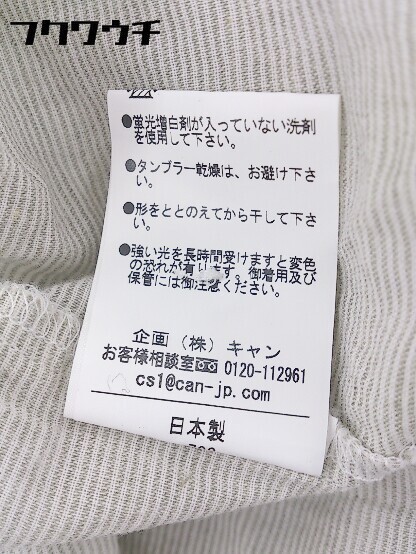 フクワウチ
●蛍光増白剤が入っていない洗剤
を使用して下さい。
●タンブラー乾燥は、お避け下さ
い。
●形をととのえてから干して下さ
い。
●強い光を長時間受けますと変色
の恐れが有ります。御着用及び
保管には御注意ください。
企画（株）キャン
お客様相談室 0120-112961
cs1@can-jp.com
日本製